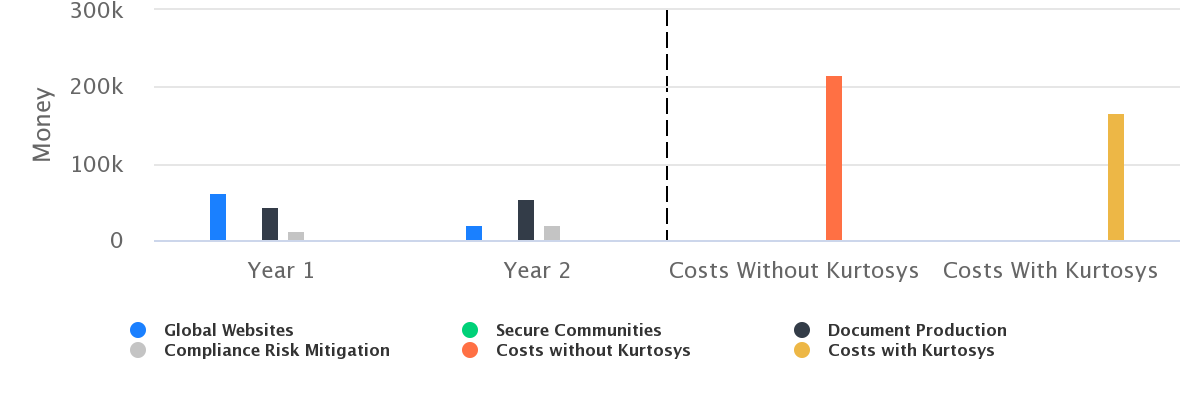 300k
200k
100k
0
Money
Year 1
Year 2
Costs Without Kurtosys
Costs With Kurtosys
Global Websites
Secure Communities
Document Production
Compliance Risk Mitigation
Costs without Kurtosys
Costs with Kurtosys